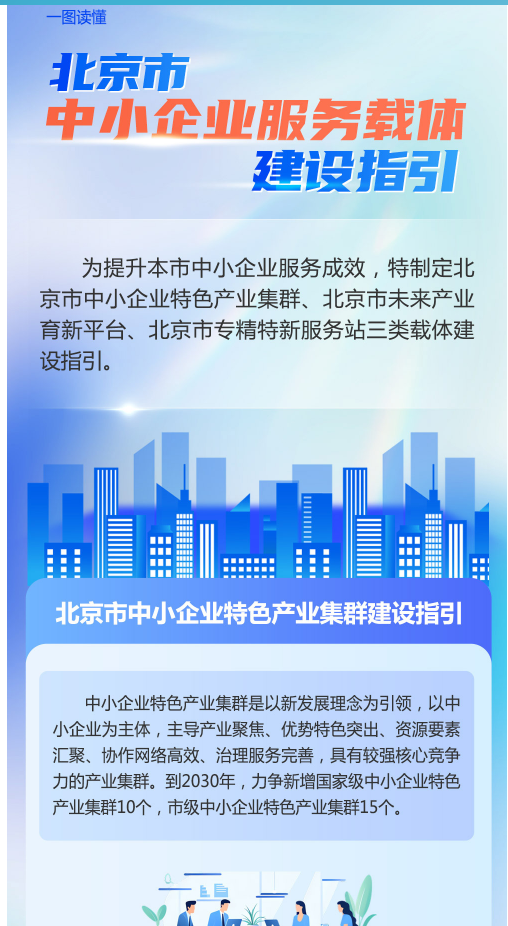 一图读懂
北京市
中小企业服务载体
建设指引
为提升本市中小企业服务成效，特制定北
京市中小企业特色产业集群、北京市未来产业
育新平台、北京市专精特新服务站三类载体建
设指引。
北京市中小企业特色产业集群建设指引
中小企业特色产业集群是以新发展理念为引领，以中
小企业为主体，主导产业聚焦、优势特色突出、资源要素
汇聚、协作网络高效、治理服务完善，具有较强核心竞争
力的产业集群。到2030年，力争新增国家级中小企业特色
产业集群10个，市级中小企业特色产业集群15个。